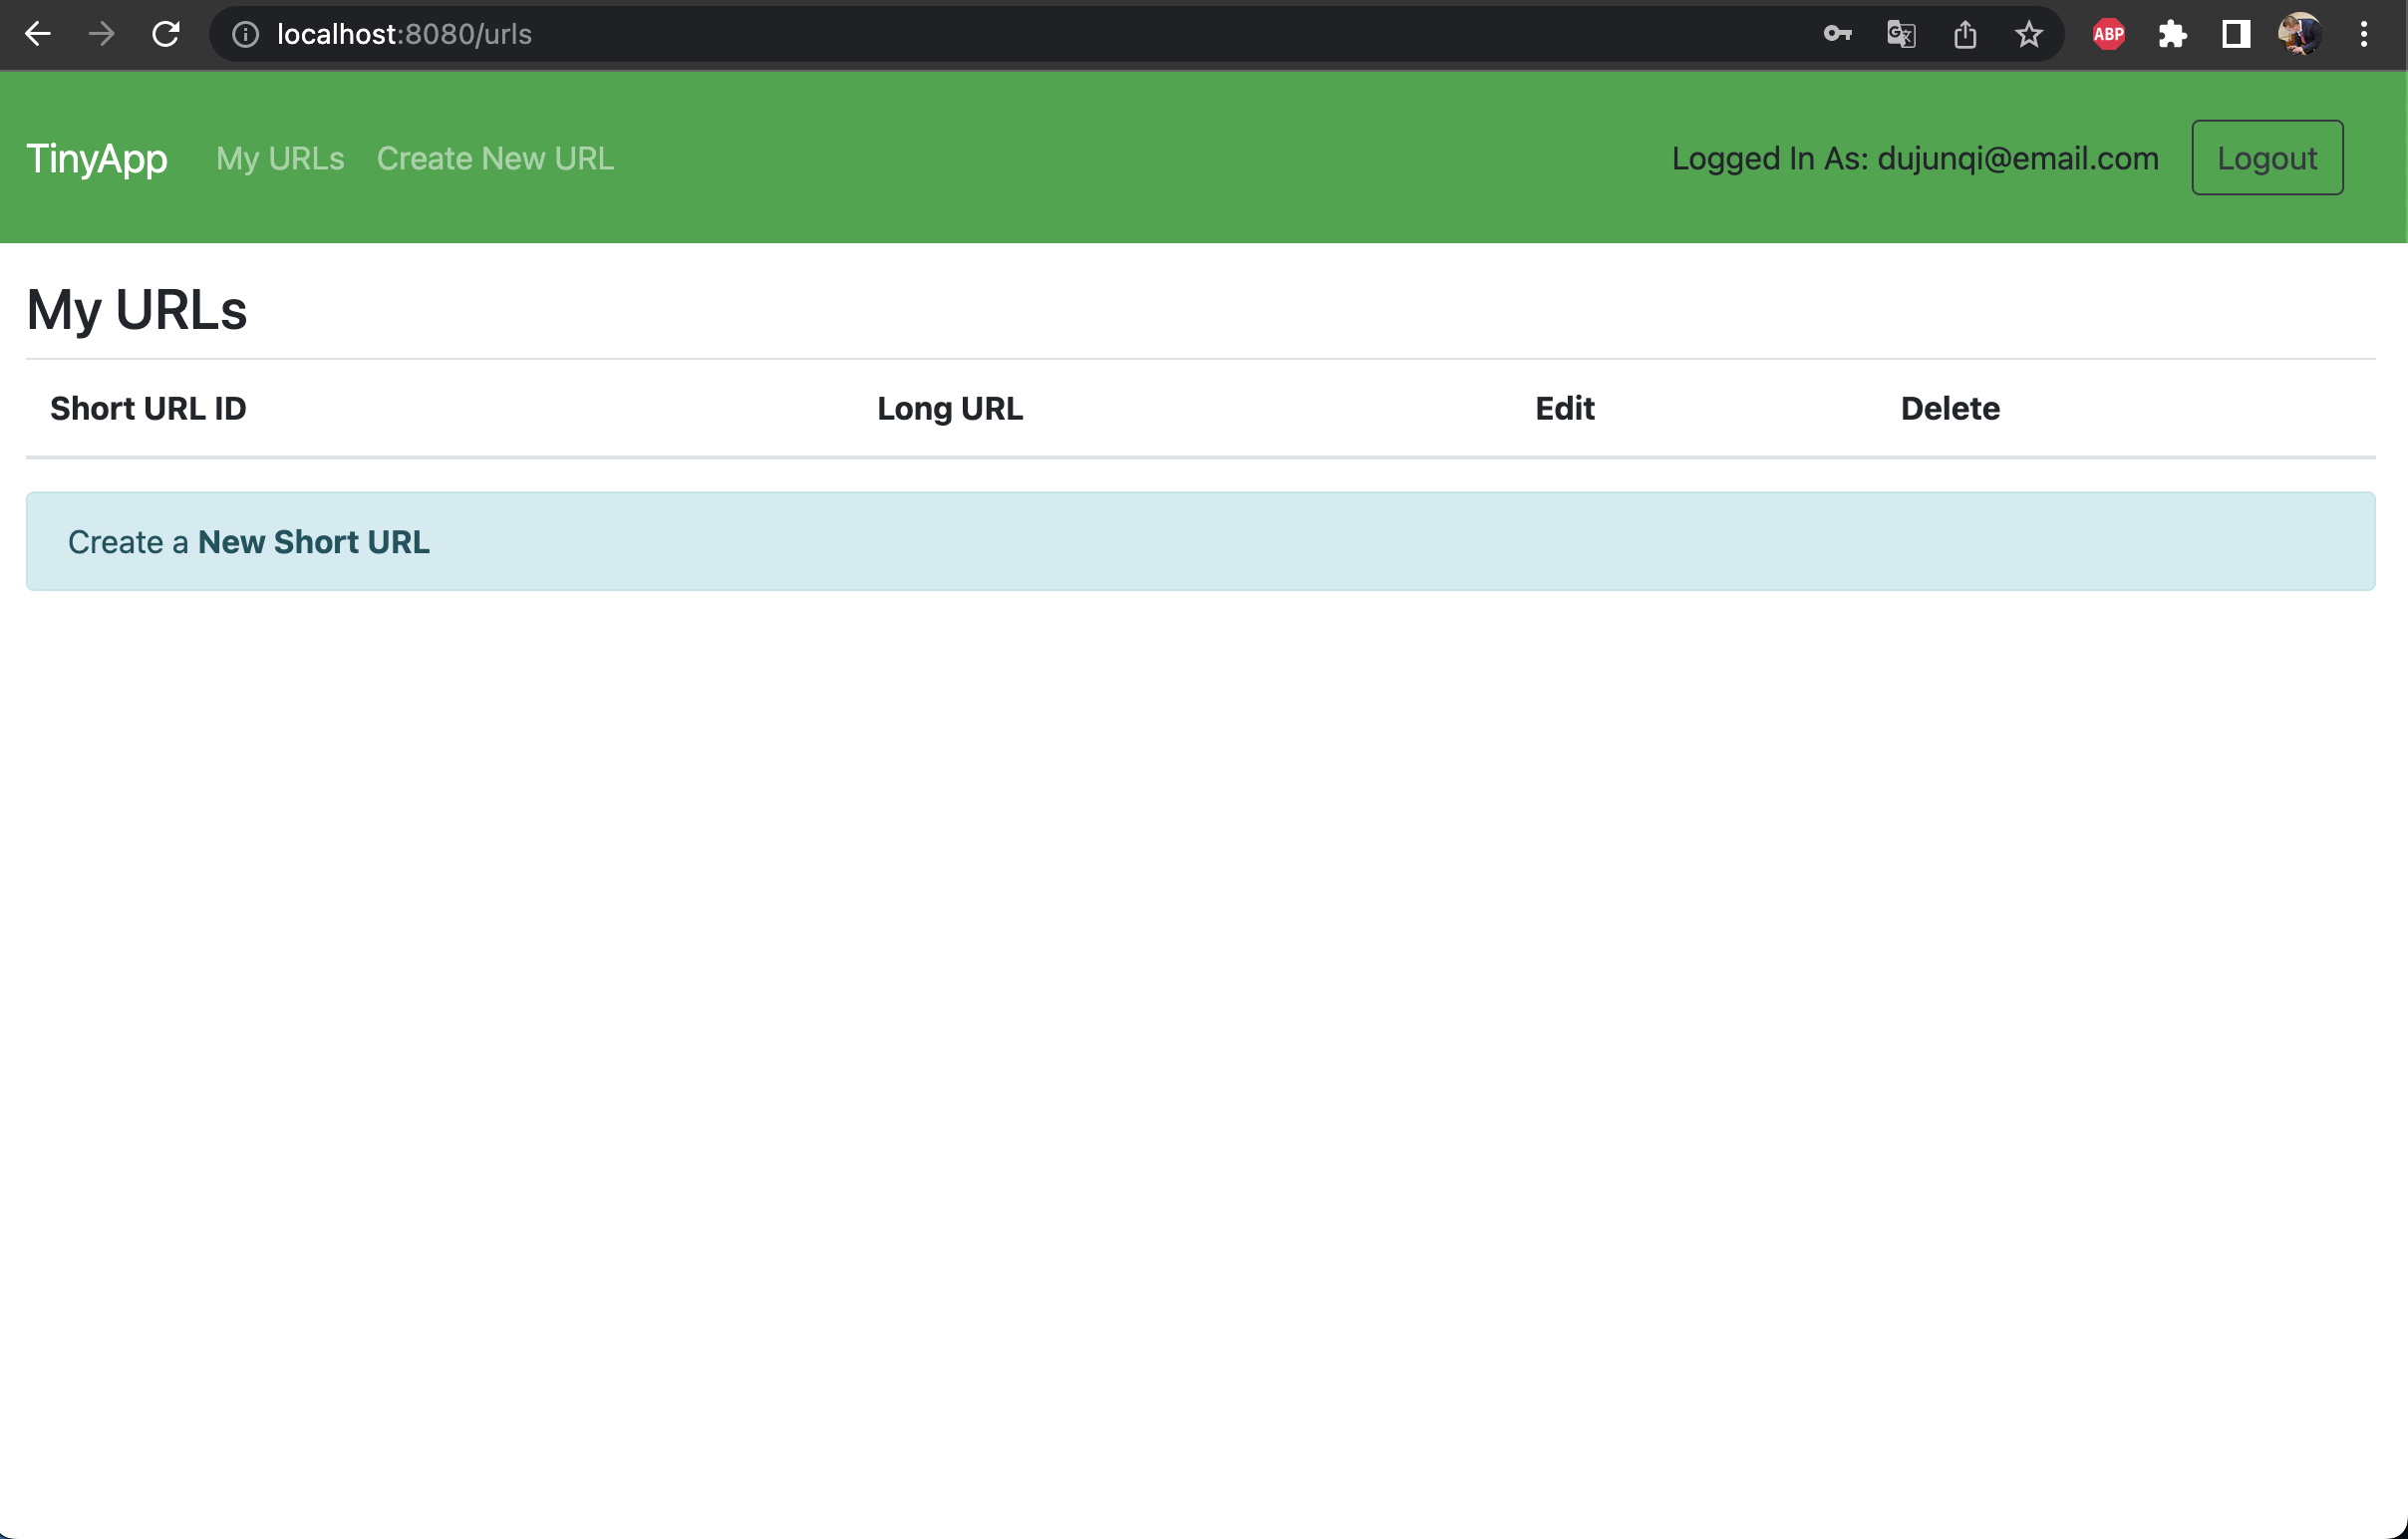 localhost:8080/urls
ABP
TinyApp My URLs Create New URL Logged In As: dujunqi@email.com Logout
My URLs
Short URL ID Long URL Edit Delete
Create a New Short URL